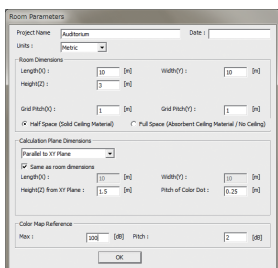 Room Parameters
Project Name Auditorium Date :
Units : Metric
Room Dimensions
Length(X) : 10 [m] Width(Y) : 10 [m]
Height(Z) : 3 [m]
Grid Pitch(X) : 1 [m] Grid Pitch(Y) : 1 [m]
Half Space (Solid Ceiling Material) Full Space (Absorbent Ceiling Material / No Ceiling)
Calculation Plane Dimensions
Parallel to XY Plane
Same as room dimensions
Length(X) : 10 [m] Width(Y) : 10 [m]
Height(Z) from XY Plane : 1.5 [m] Pitch of Color Dot : 0.25 [m]
Color Map Reference
Max : 100 [dB] Pitch : 2 [dB]
OK